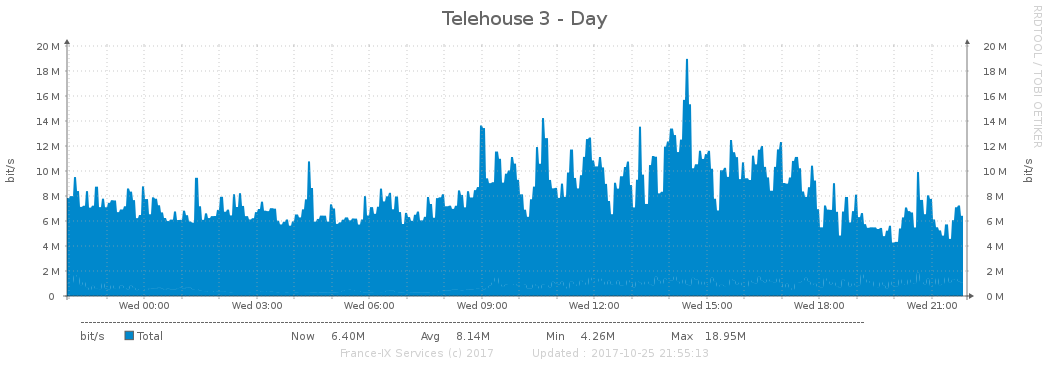 Telehouse 3 - Day
RRDTOOL / TOBI OETIKER
20 M 20 M
18 M 18 M
16 M 16 M
14 M 14 M
12 M 12 M
bit/s 10 M 10 M bit/s
8 M 8 M
6 M 6 M
4 M 4 M
2 M 2 M
0 0 M
Wed 00:00 Wed 03:00 Wed 06:00 Wed 09:00 Wed 12:00 Wed 15:00 Wed 18:00 Wed 21:00
bit/s Total Now 6.40M Avg 8.14M Min 4.26M Max 18.95M
France-IX Services (c) 2017 Updated : 2017-10-25 21:55:13